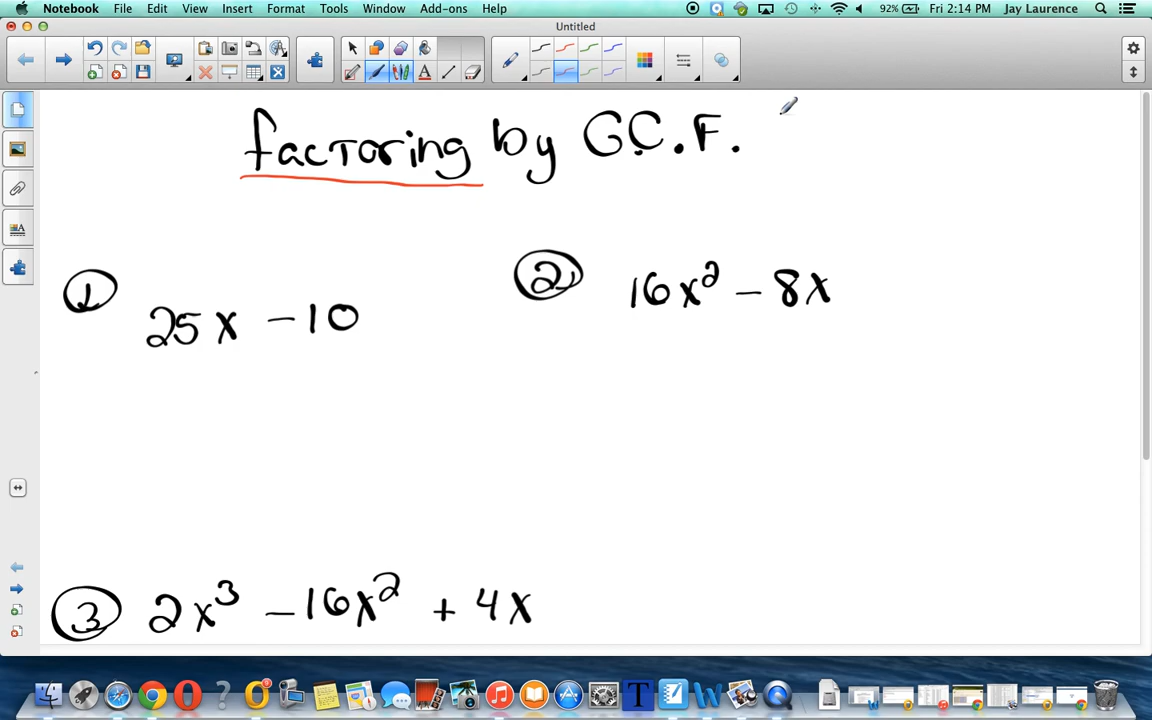 Notebook File Edit View Insert Format Tools Window Add-ons Help 92% Fri 2:14 PM Jay Laurence
Untitled
factoring by G.C.F.
① 25x - 10
② 16x² - 8x
③ 2x³ - 16x² + 4x